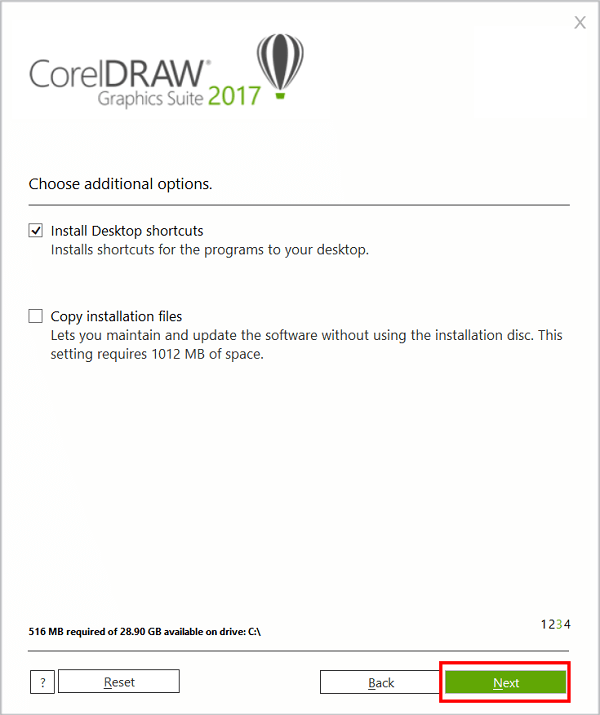 X
CorelDRAW®
Graphics Suite 2017
Choose additional options.
Install Desktop shortcuts
Installs shortcuts for the programs to your desktop.
Copy installation files
Lets you maintain and update the software without using the installation disc. This
setting requires 1012 MB of space.
1234
516 MB required of 28.90 GB available on drive: C:\
? Reset Back Next